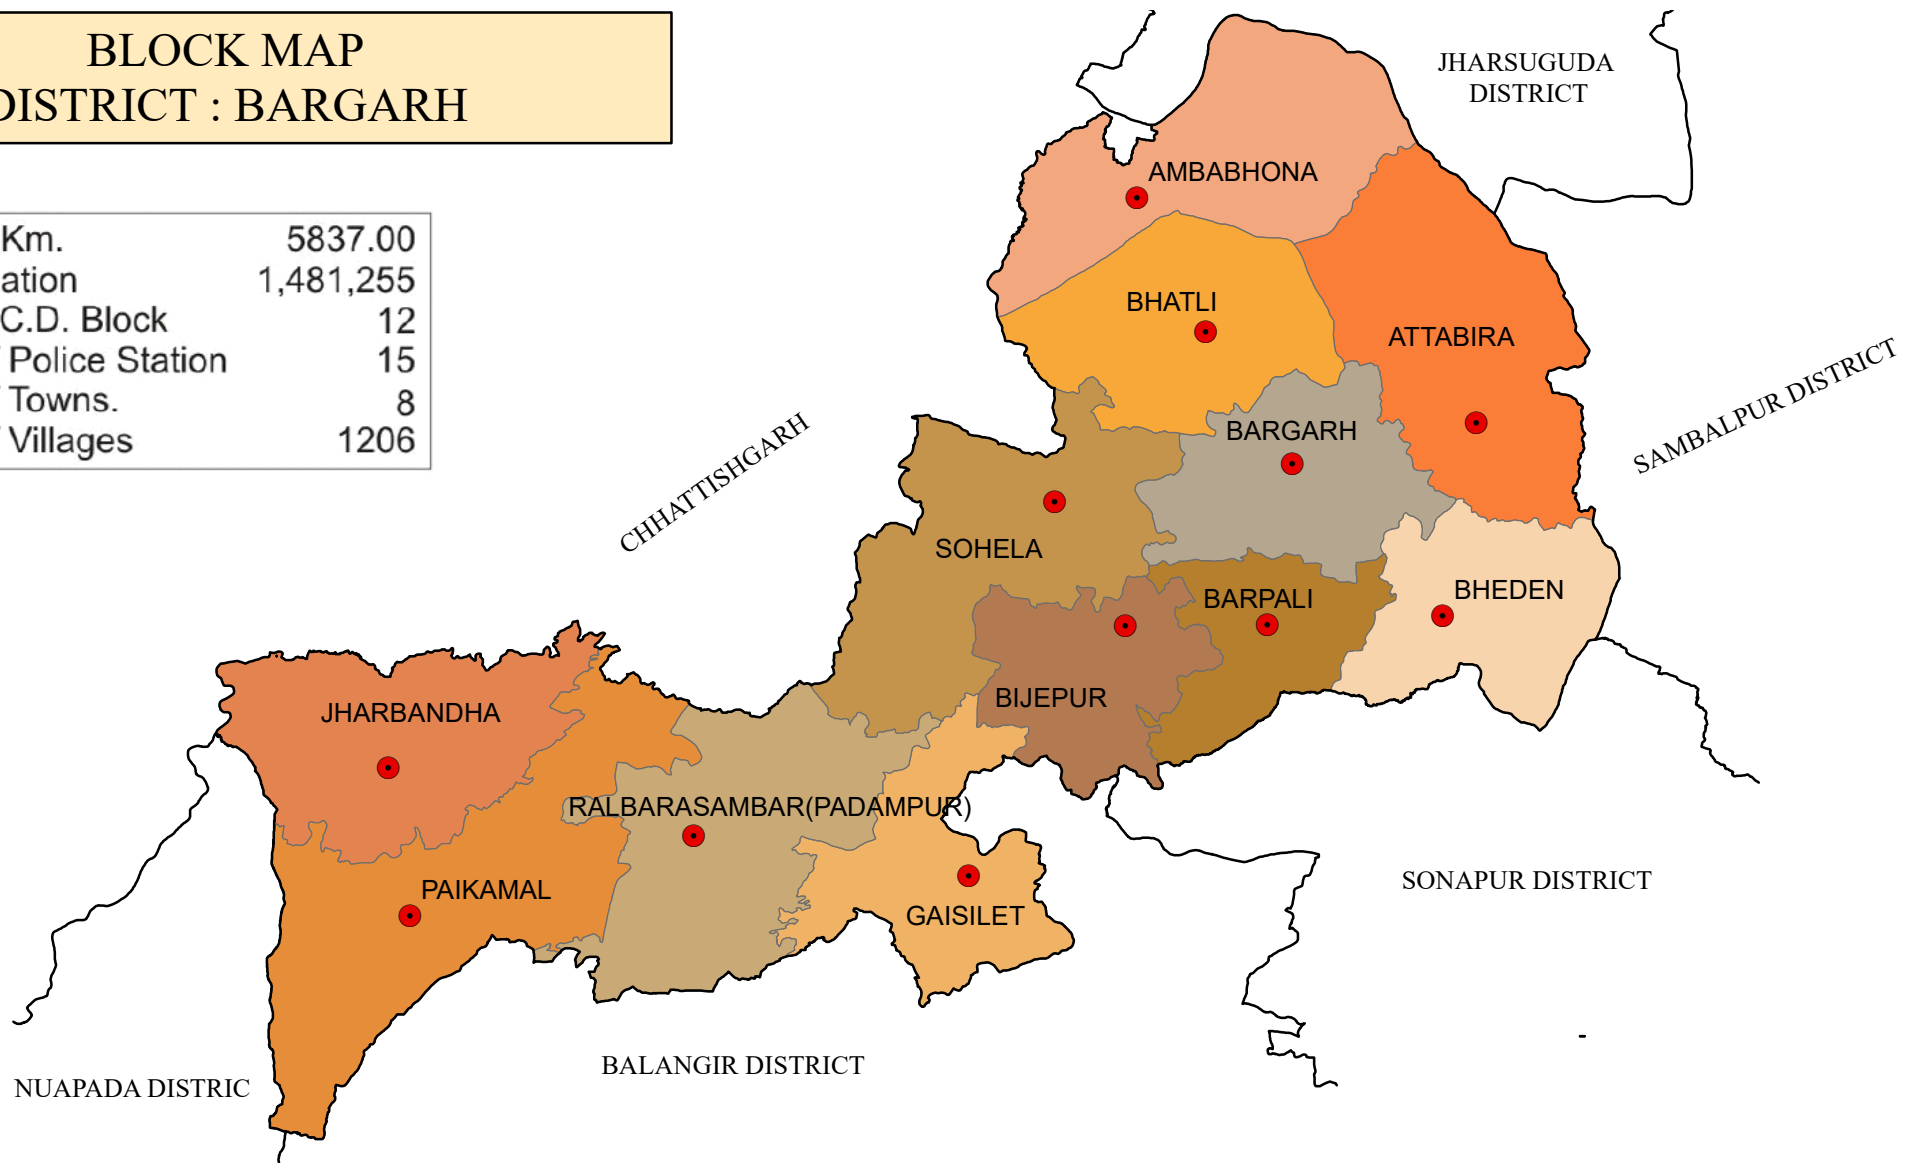 BLOCK MAP
DISTRICT : BARGARH
Km. 5837.00
ation 1,481,255
C.D. Block 12
Police Station 15
Towns. 8
Villages 1206
JHARSUGUDA
DISTRICT
AMBABHONA
BHATLI
ATTABIRA
SAMBALPUR DISTRICT
BARGARH
CHHATTISHGARH
SOHELA
BHEDEN
BARPALI
BIJEPUR
JHARBANDHA
RALBARASAMBAR(PADAMPUR)
PAIKAMAL
GAISILET
SONAPUR DISTRICT
BALANGIR DISTRICT
NUAPADA DISTRIC